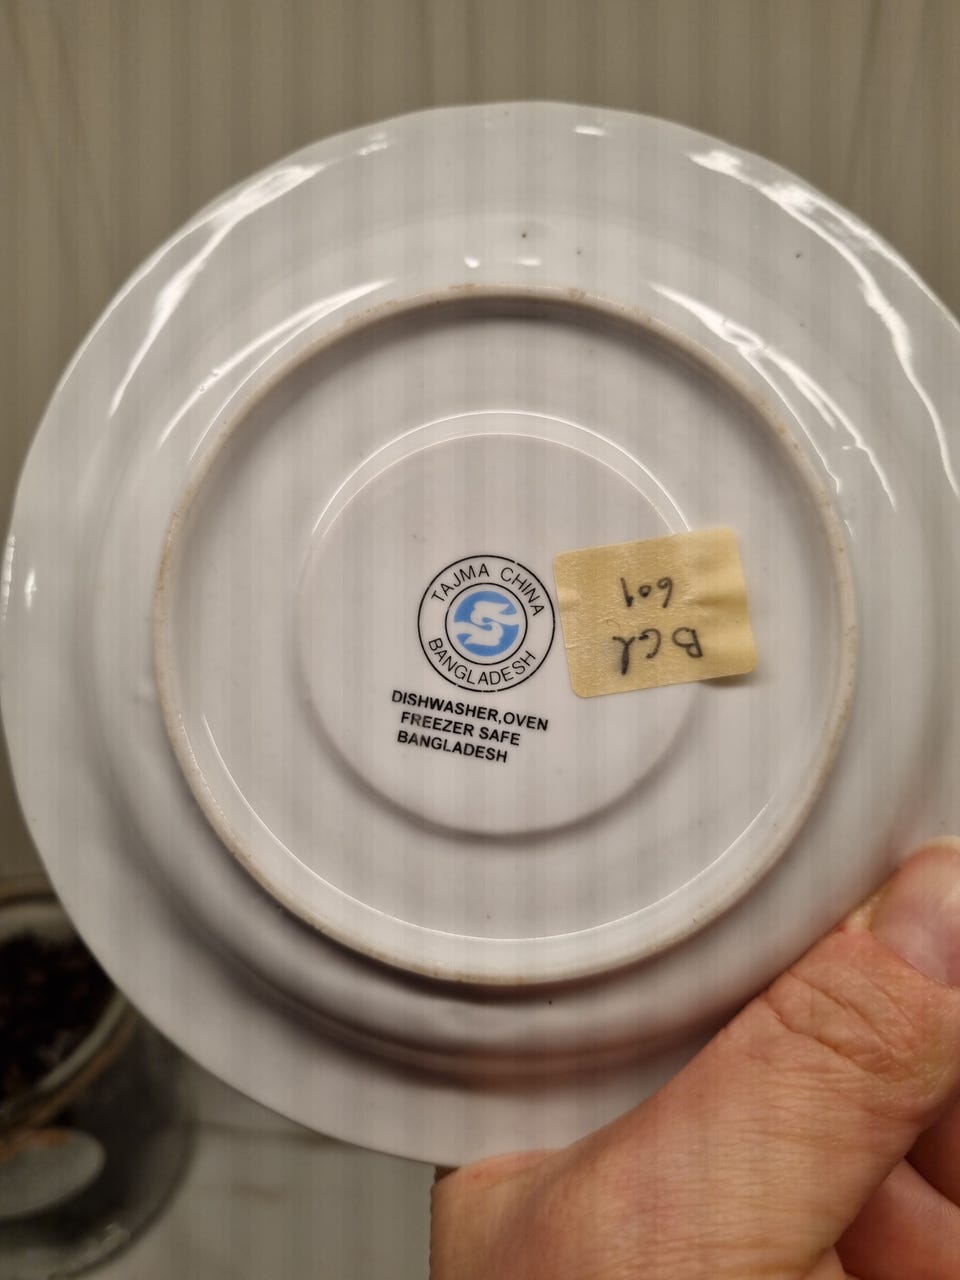 TAJMA CHINA
BANGLADESH
DISHWASHER,OVEN
FREEZER SAFE
BANGLADESH
BGL
601